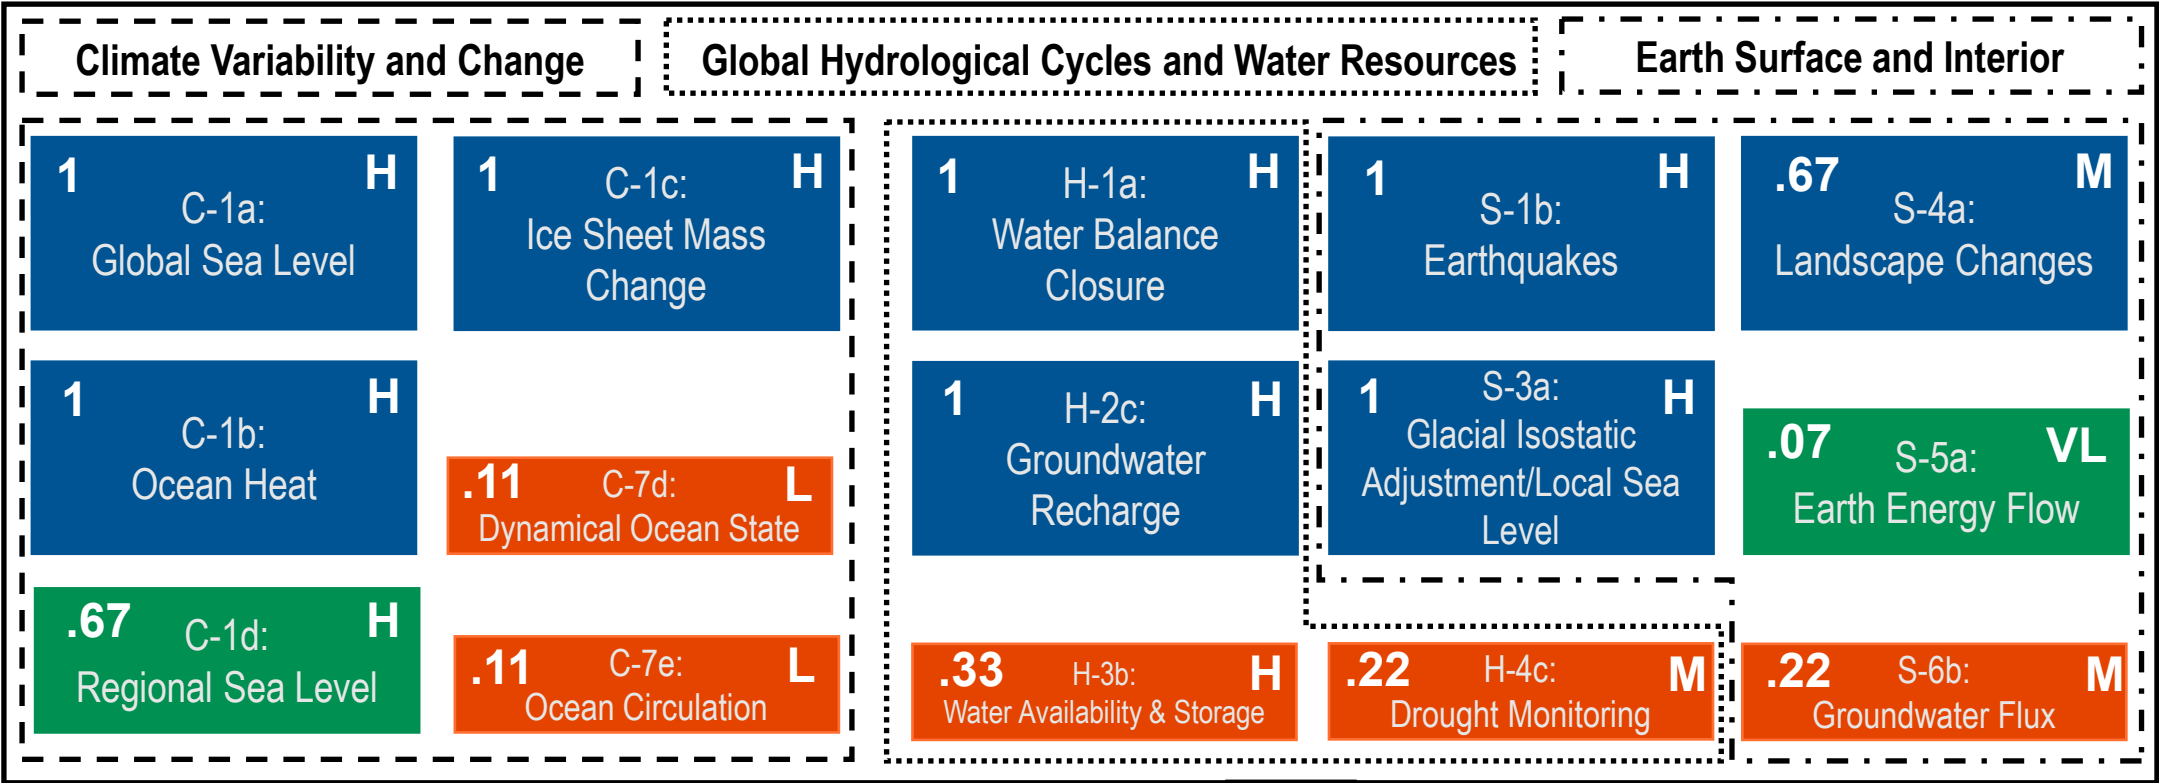 Climate Variability and Change
Global Hydrological Cycles and Water Resources
Earth Surface and Interior
1 H
C-1a:
Global Sea Level
1 H
C-1c:
Ice Sheet Mass
Change
1 H
H-1a:
Water Balance
Closure
1 H
S-1b:
Earthquakes
.67 M
S-4a:
Landscape Changes
1 H
C-1b:
Ocean Heat
.11 C-7d: L
Dynamical Ocean State
1 H
H-2c:
Groundwater
Recharge
1 S-3a: H
Glacial Isostatic
Adjustment/Local Sea
Level
.07 S-5a: VL
Earth Energy Flow
.67 C-1d: H
Regional Sea Level
.11 C-7e: L
Ocean Circulation
.33 H-3b: H
Water Availability & Storage
.22 H-4c: M
Drought Monitoring
.22 S-6b: M
Groundwater Flux